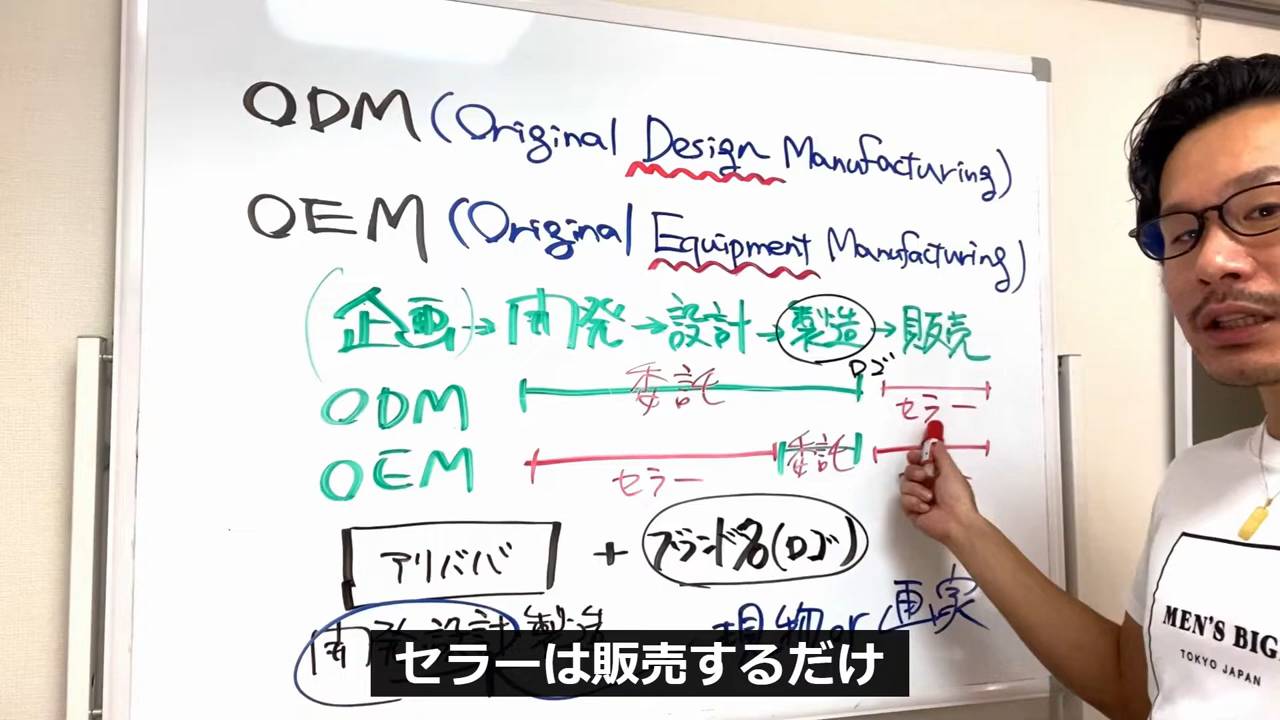 ODM (Original Design Manufacturing)
OEM (Original Equipment Manufacturing)
(企画)→開発→設計→製造→販売
ロゴ
ODM 委託 セラー
OEM セラー 委託
アリババ + ブランド名(ロゴ)
開発 設計 製造 現物or画実
セラーは販売するだけ
MEN'S BIG
TOKYO JAPAN